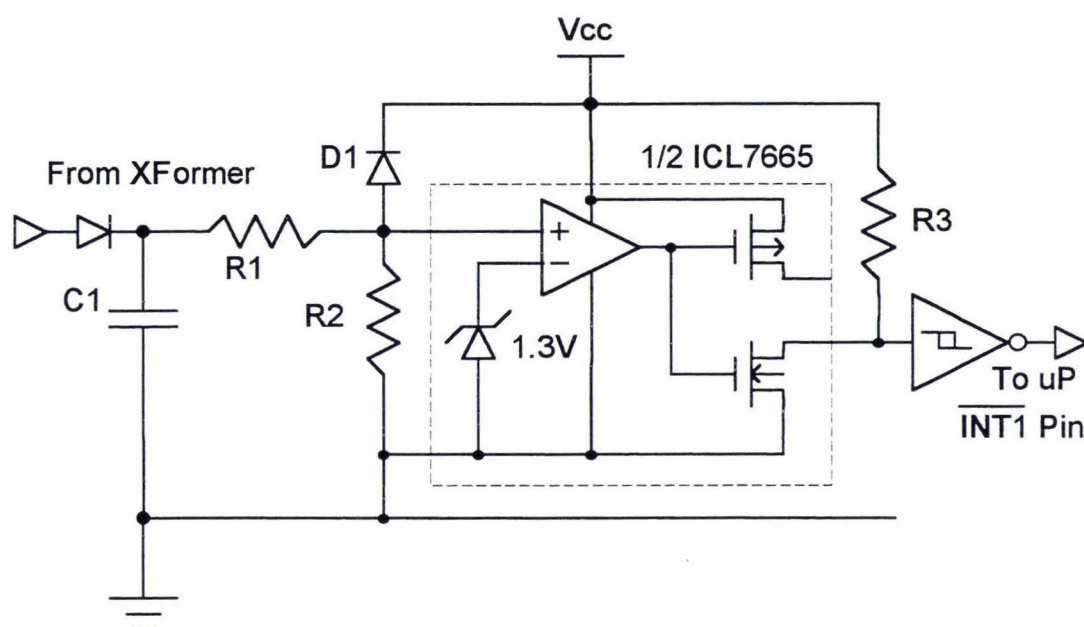 Vcc
D1
1/2 ICL7665
From XFormer
R3
R1
C1
R2
1.3V
To uP
INT1 Pin